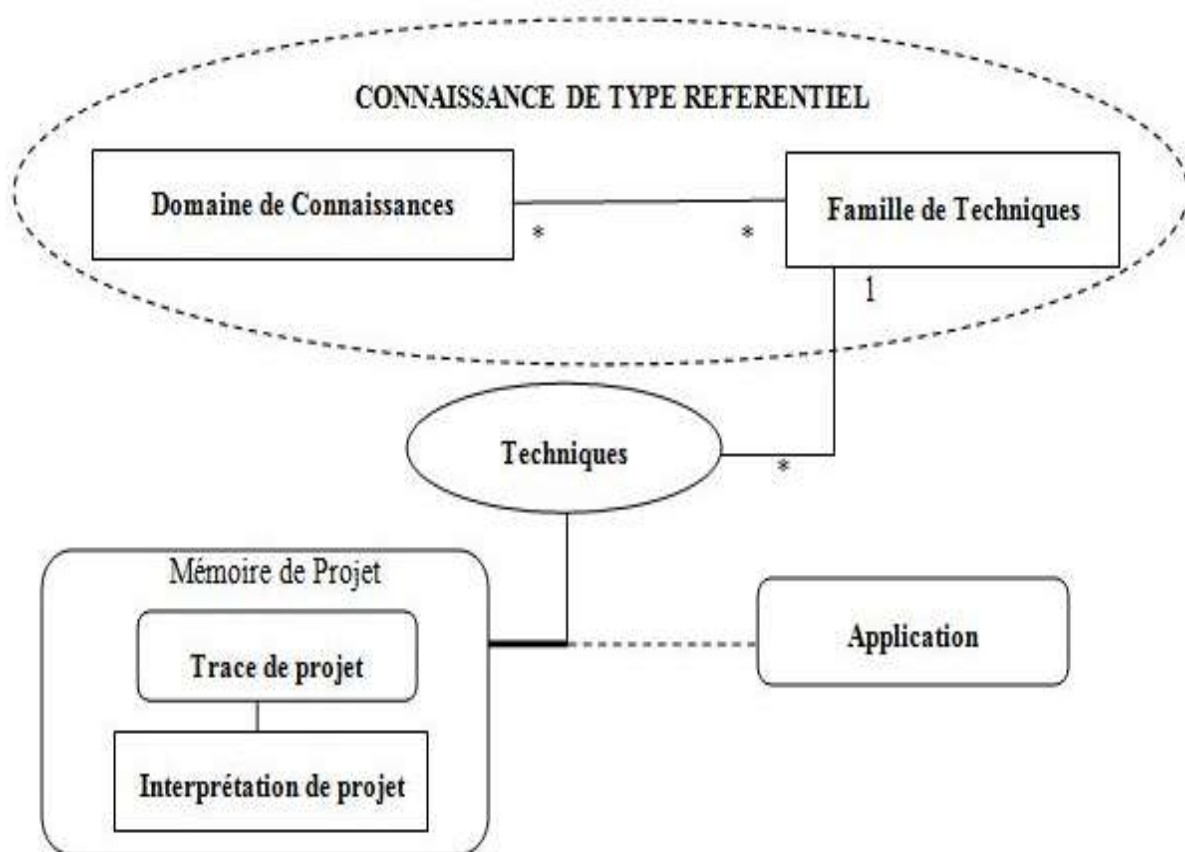 CONNAISSANCE DE TYPE REFERENTIEL
Domaine de Connaissances
* *
Famille de Techniques
1
Techniques
*
Mémoire de Projet
Trace de projet
Application
Interprétation de projet